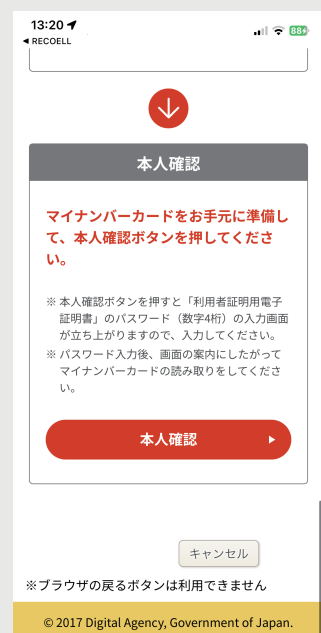 13:20
88
◀ RECOELL
本人確認
マイナンバーカードをお手元に準備し
て、本人確認ボタンを押してくださ
い。
※ 本人確認ボタンを押すと「利用者証明用電子
証明書」のパスワード（数字4桁）の入力画面
が立ち上がりますので、入力してください。
※ パスワード入力後、画面の案内にしたがって
マイナンバーカードの読み取りをしてくださ
い。
本人確認
キャンセル
※ブラウザの戻るボタンは利用できません
© 2017 Digital Agency, Government of Japan.